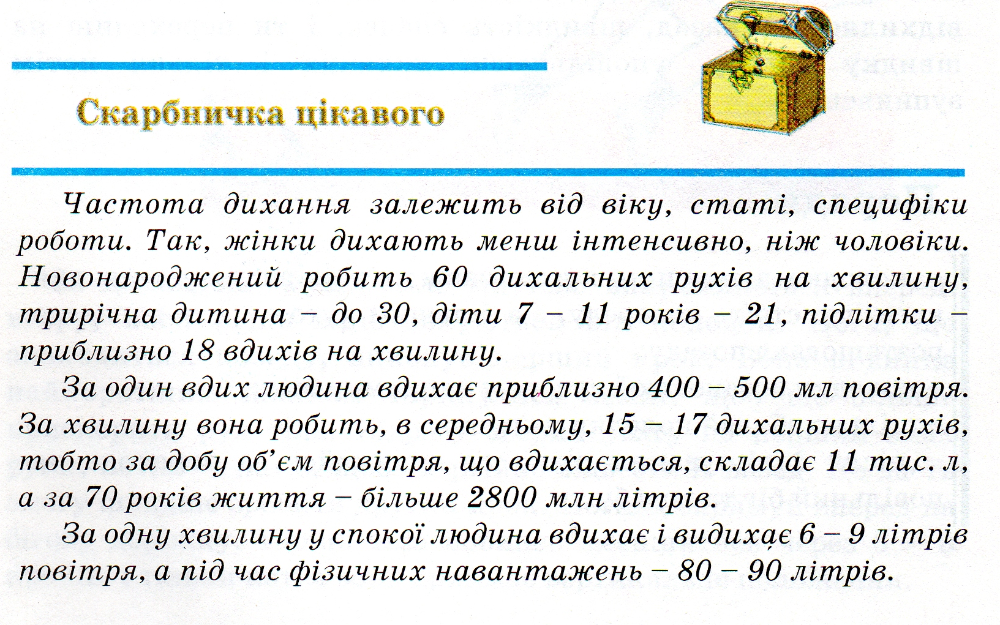 Скарбничка цікавого
Частота дихання залежить від віку, статі, специфіки
роботи. Так, жінки дихають менш інтенсивно, ніж чоловіки.
Новонароджений робить 60 дихальних рухів на хвилину,
трирічна дитина – до 30, діти 7 – 11 років – 21, підлітки –
приблизно 18 вдихів на хвилину.
За один вдих людина вдихає приблизно 400 – 500 мл повітря.
За хвилину вона робить, в середньому, 15 – 17 дихальних рухів,
тобто за добу об’єм повітря, що вдихається, складає 11 тис. л,
а за 70 років життя – більше 2800 млн літрів.
За одну хвилину у спокої людина вдихає і видихає 6 – 9 літрів
повітря, а під час фізичних навантажень – 80 – 90 літрів.